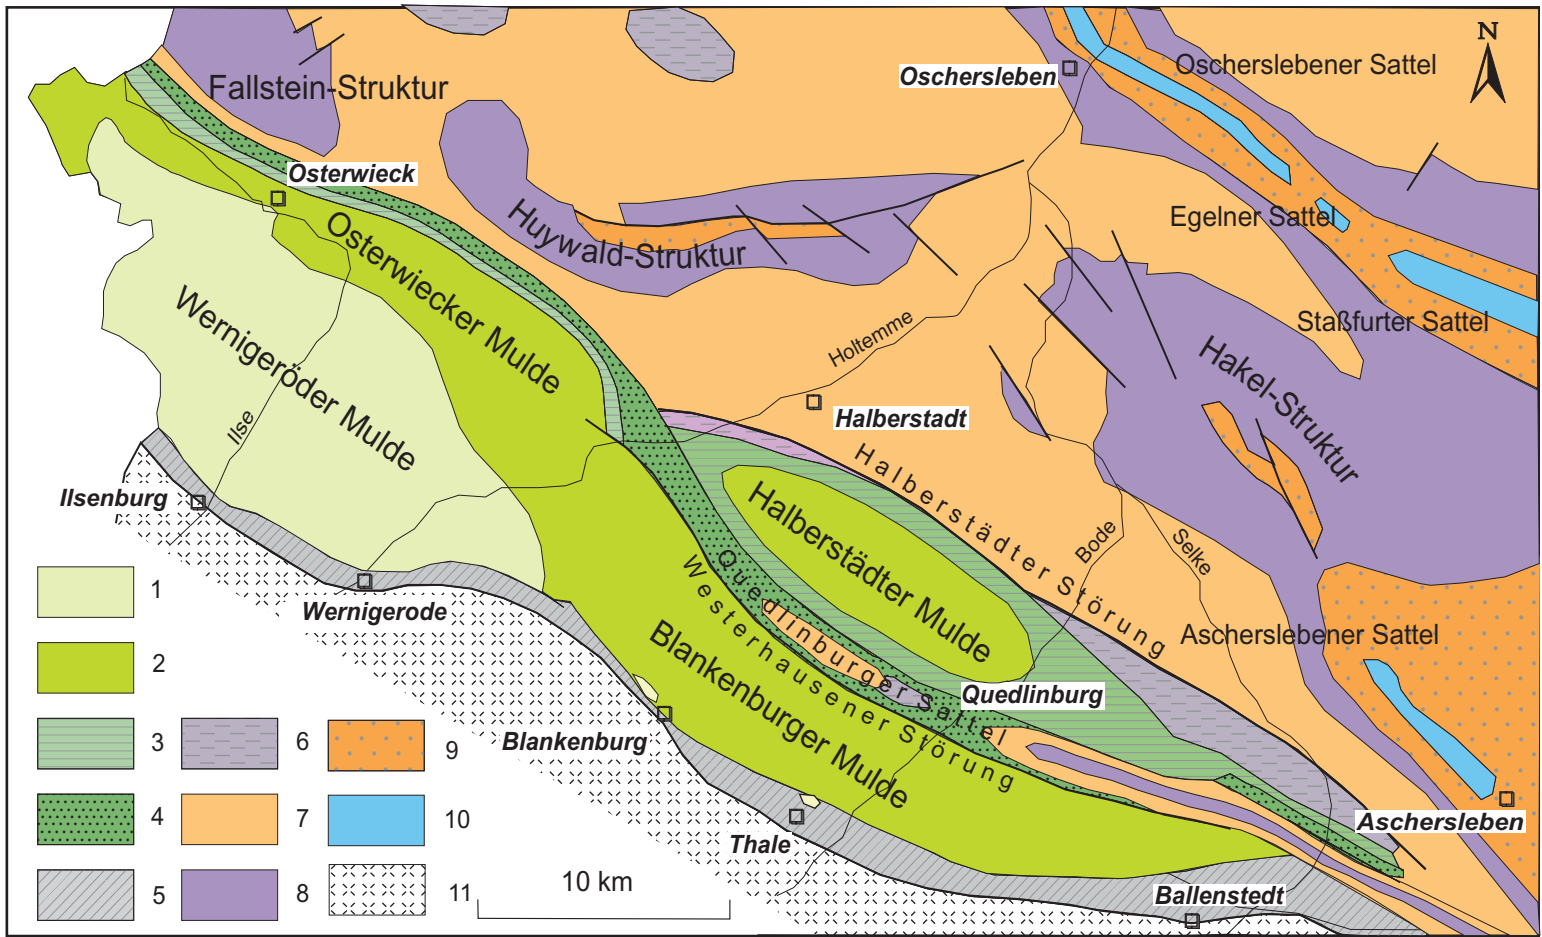 N
Oschersleben
Oscherslebener Sattel
Fallstein-Struktur
Osterwieck
Huywald-Struktur
Egelner Sattel
Osterwiecker Mulde
Wernigeröder Mulde
Staßfurter Sattel
Holtemme
Hakel-Struktur
Ilse
Halberstadt
Halberstädter Störung
Ilsenburg
Halberstädter Mulde
Bode
Selke
Quedlinburger Sattel
Westerhausener Störung
Wernigerode
Ascherslebener Sattel
Blankenburger Mulde
Quedlinburg
Blankenburg
Aschersleben
Thale
Ballenstedt
10 km
1
2
3
4
5
6
7
8
9
10
11